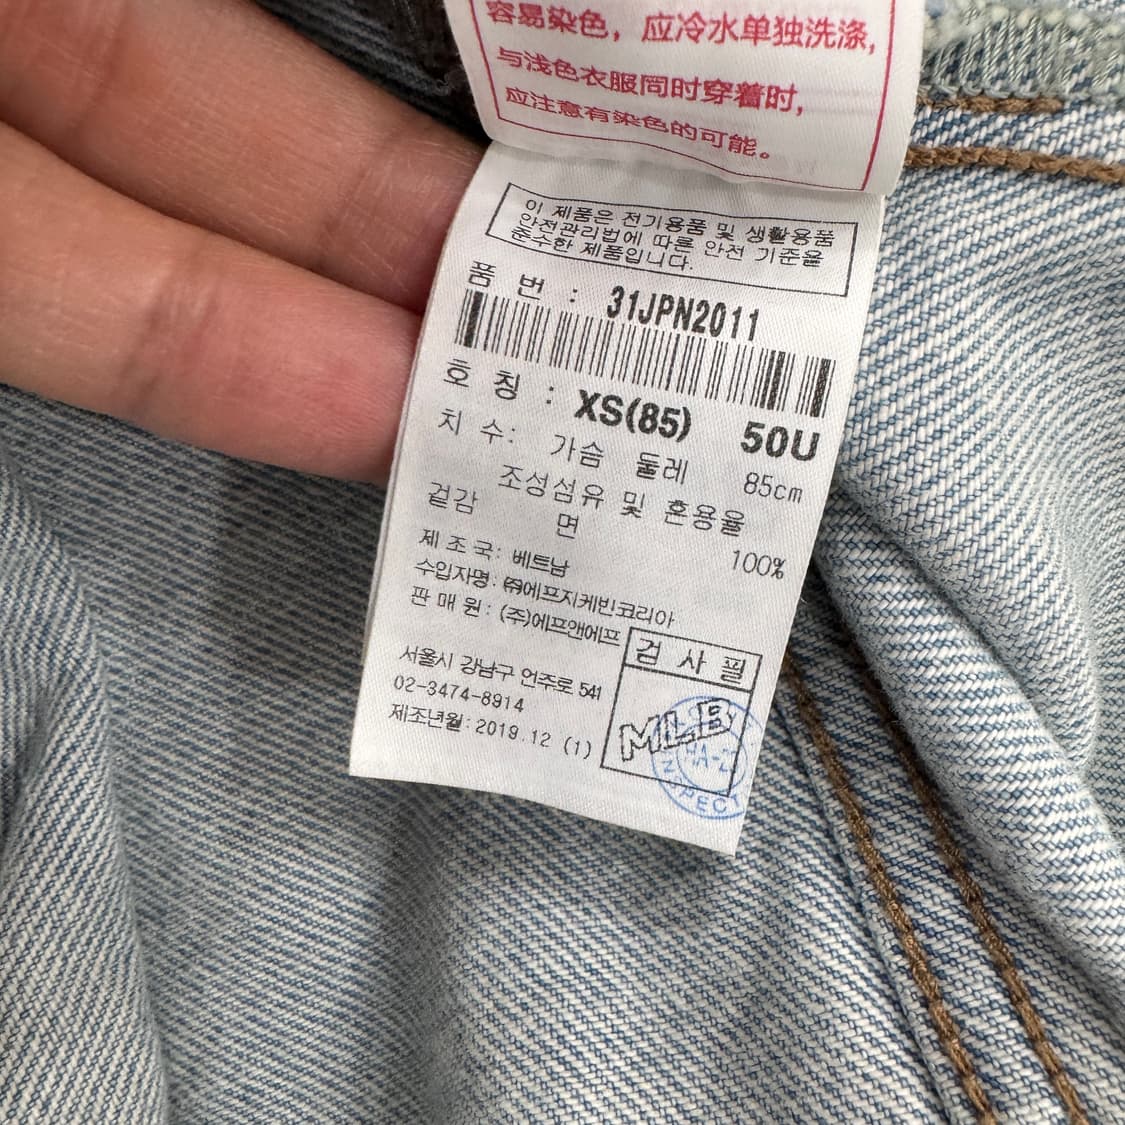 容易染色，应冷水单独洗涤，
与浅色衣服同时穿着时，
应注意有染色的可能。
이 제품은 전기용품 및 생활용품
안전관리법에 따른 안전 기준을
준수한 제품입니다.
품 번 : 31JPN2011
호 칭 : XS(85) 50U
치 수: 가슴 둘레 85cm
조성섬유 및 혼용율
겉감 면 100%
제 조 국: 베트남
수입자명: ㈜에프지케빈코리아
판 매 원: (주)에프앤에프
서울시 강남구 언주로 541
02-3474-8914
제조년월: 2019.12 (1)
검 사 필
MLB